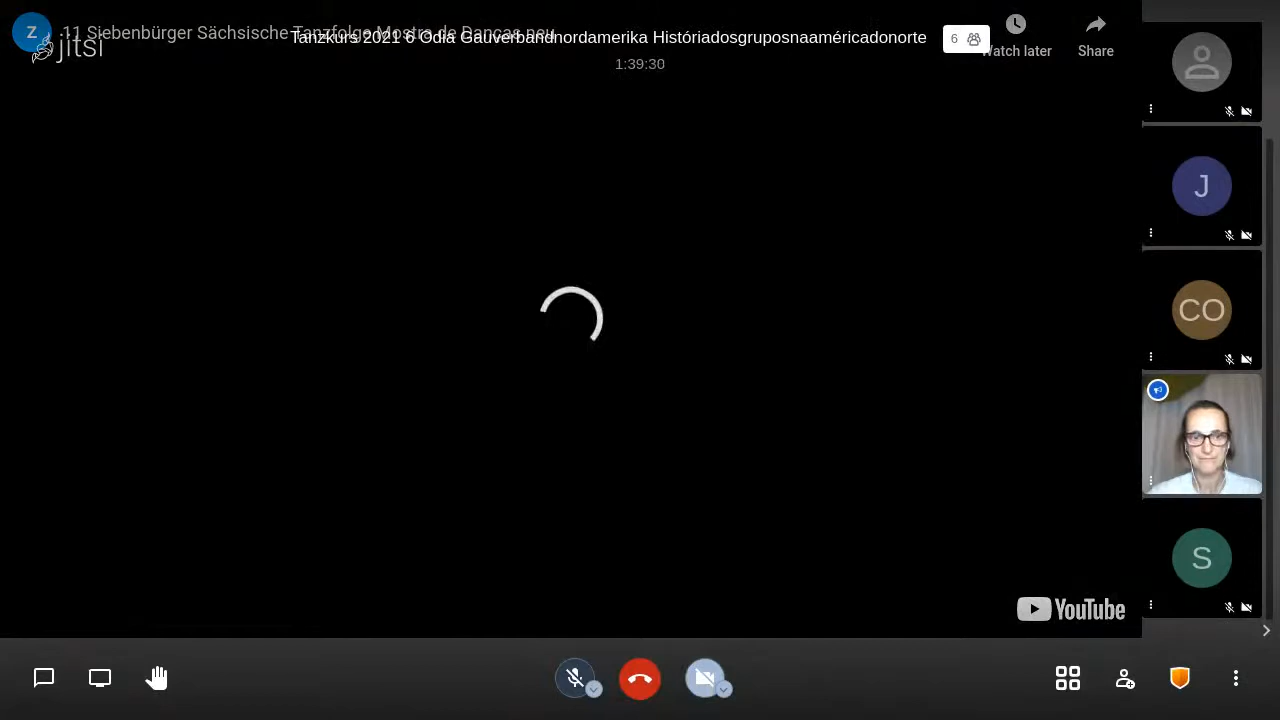 Z
11 Siebenbürger Sächsische Tanzfolge Mostra de Danças neu
jitsi
Tanzkurs 2021 6 Odia Gauverbandnordamerika Históriadosgruposnaaméricadonorte
6
1:39:30
Watch later
Share
J
CO
S
YouTube